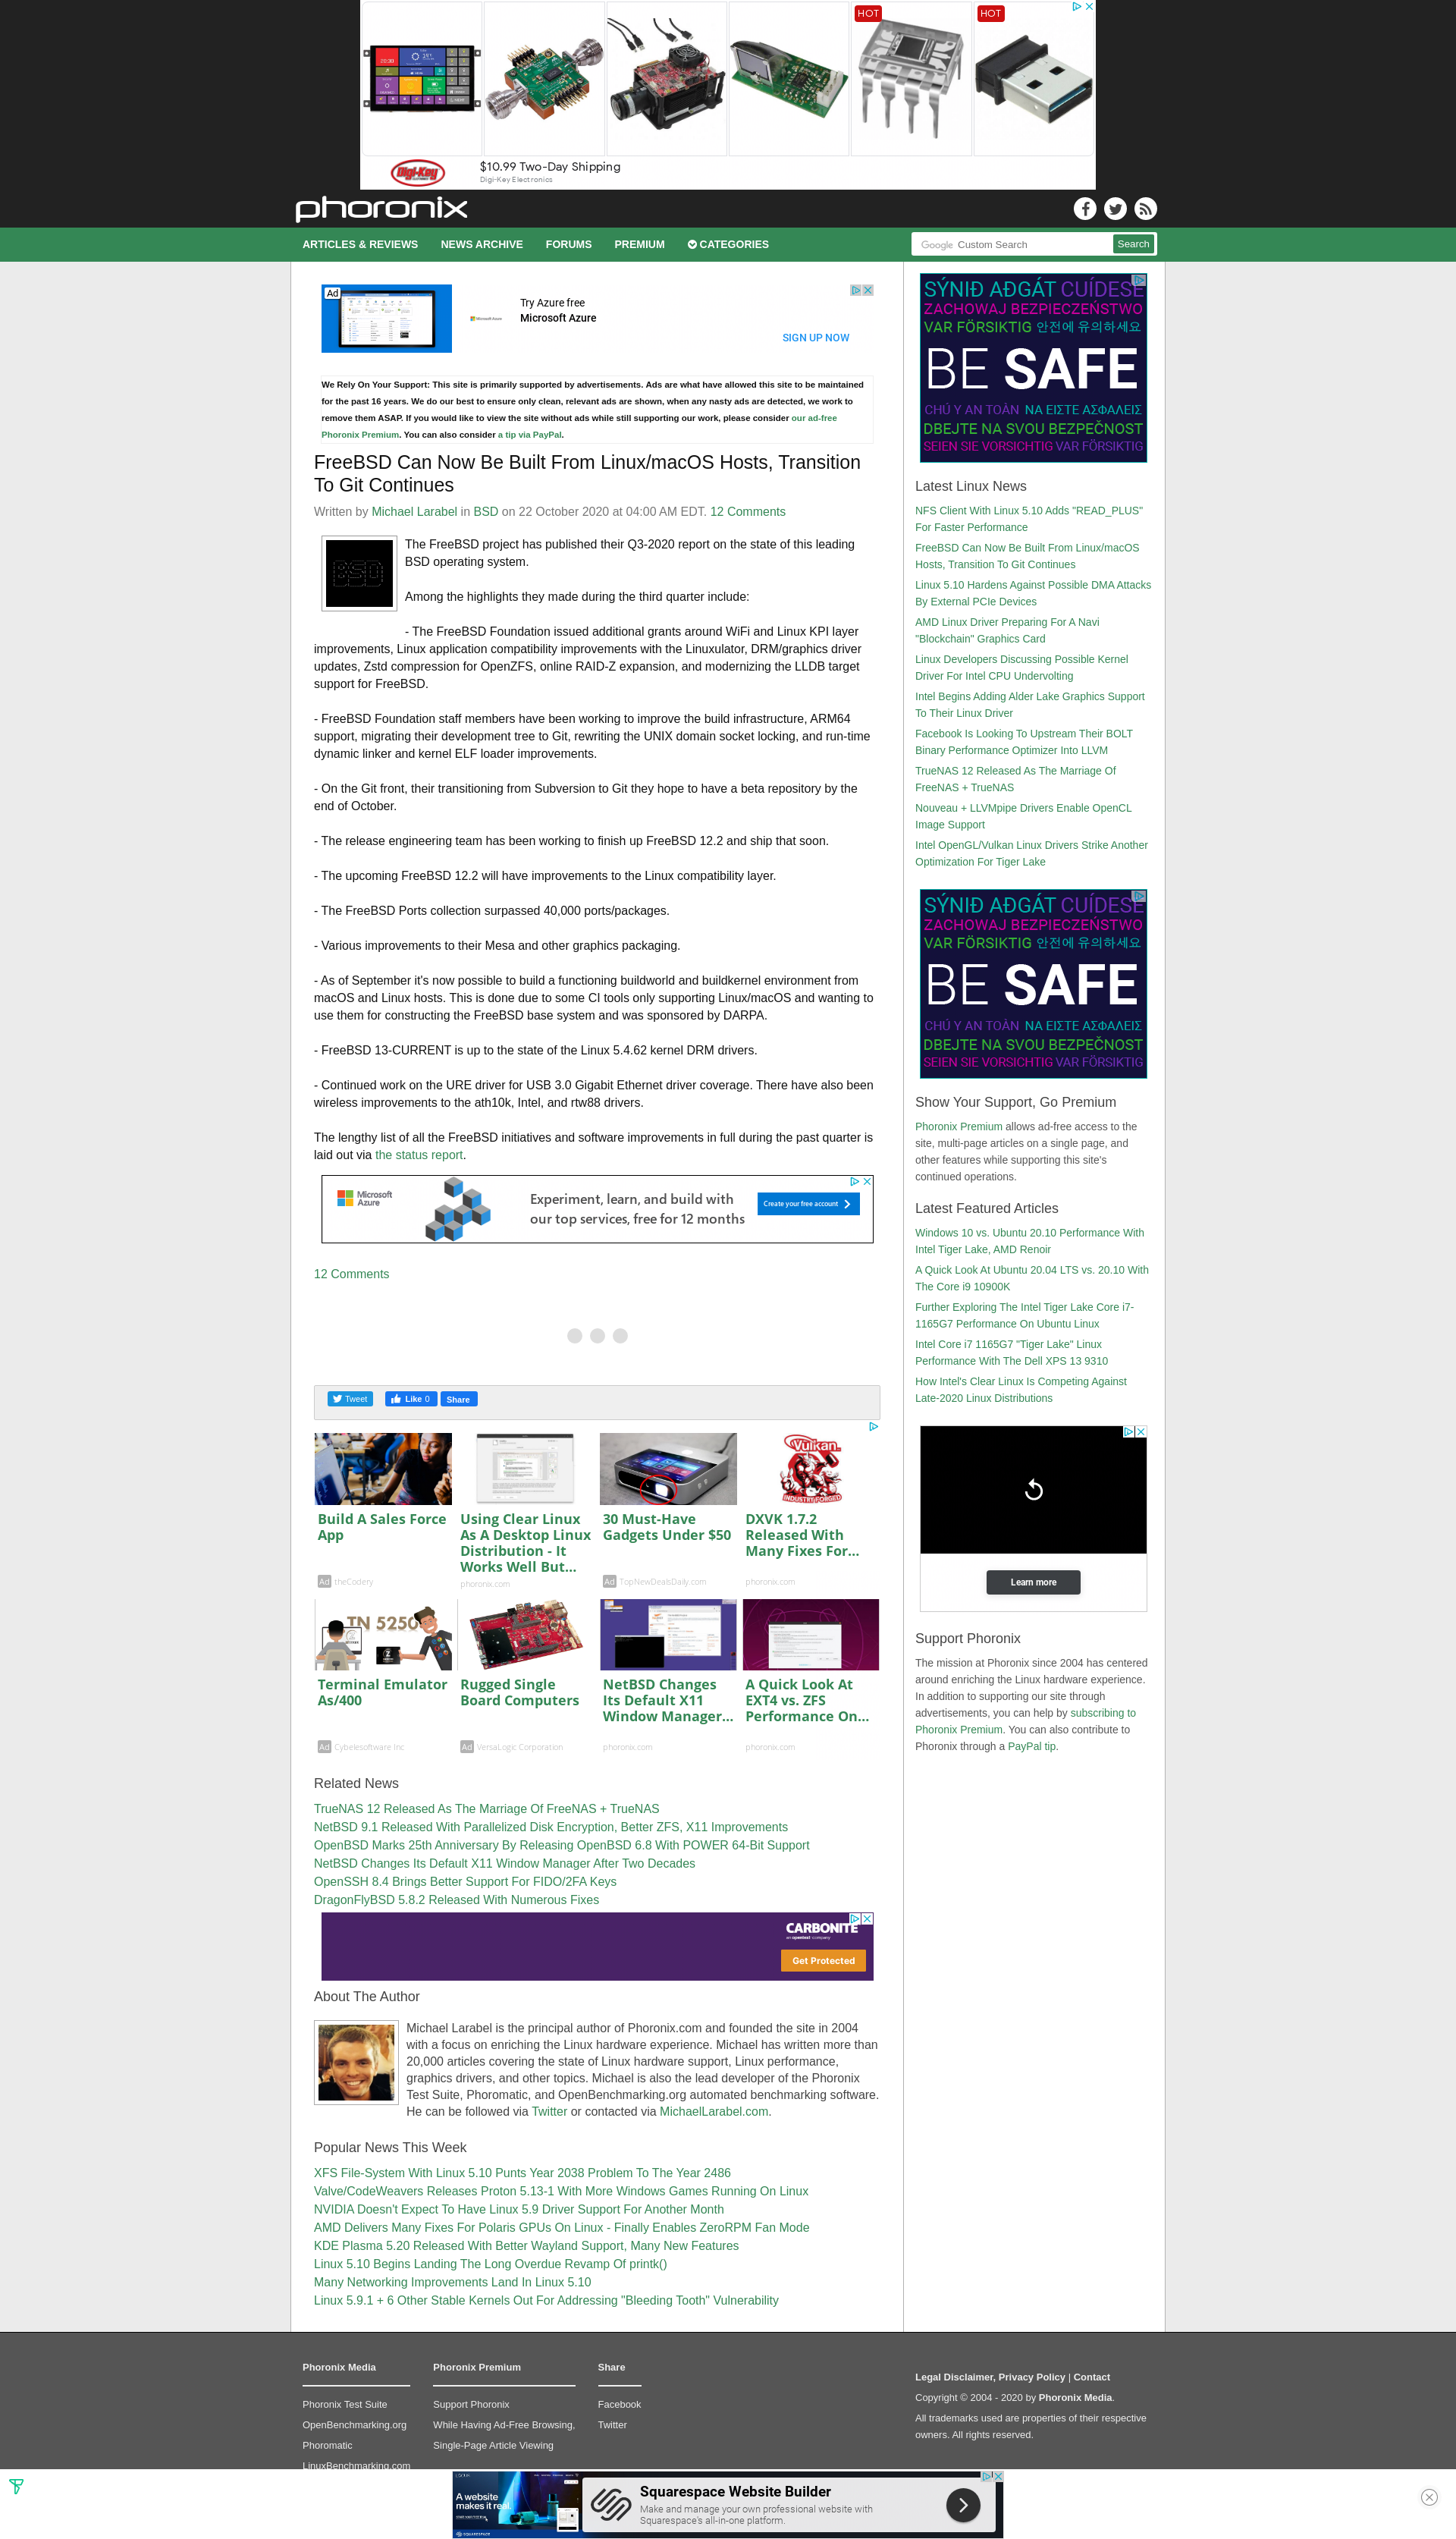 HOT
HOT
Digi-Key
$10.99 Two-Day Shipping
Digi-Key Electronics
phoronix
ARTICLES & REVIEWS
NEWS ARCHIVE
FORUMS
PREMIUM
CATEGORIES
Google Custom Search
Search
Ad
Try Azure free
Microsoft Azure
SIGN UP NOW
We Rely On Your Support: This site is primarily supported by advertisements. Ads are what have allowed this site to be maintained
for the past 16 years. We do our best to ensure only clean, relevant ads are shown, when any nasty ads are detected, we work to
remove them ASAP. If you would like to view the site without ads while still supporting our work, please consider our ad-free
Phoronix Premium. You can also consider a tip via PayPal.
FreeBSD Can Now Be Built From Linux/macOS Hosts, Transition
To Git Continues
Written by Michael Larabel in BSD on 22 October 2020 at 04:00 AM EDT. 12 Comments
BSD
The FreeBSD project has published their Q3-2020 report on the state of this leading
BSD operating system.
Among the highlights they made during the third quarter include:
- The FreeBSD Foundation issued additional grants around WiFi and Linux KPI layer
improvements, Linux application compatibility improvements with the Linuxulator, DRM/graphics driver
updates, Zstd compression for OpenZFS, online RAID-Z expansion, and modernizing the LLDB target
support for FreeBSD.
- FreeBSD Foundation staff members have been working to improve the build infrastructure, ARM64
support, migrating their development tree to Git, rewriting the UNIX domain socket locking, and run-time
dynamic linker and kernel ELF loader improvements.
- On the Git front, their transitioning from Subversion to Git they hope to have a beta repository by the
end of October.
- The release engineering team has been working to finish up FreeBSD 12.2 and ship that soon.
- The upcoming FreeBSD 12.2 will have improvements to the Linux compatibility layer.
- The FreeBSD Ports collection surpassed 40,000 ports/packages.
- Various improvements to their Mesa and other graphics packaging.
- As of September it's now possible to build a functioning buildworld and buildkernel environment from
macOS and Linux hosts. This is done due to some CI tools only supporting Linux/macOS and wanting to
use them for constructing the FreeBSD base system and was sponsored by DARPA.
- FreeBSD 13-CURRENT is up to the state of the Linux 5.4.62 kernel DRM drivers.
- Continued work on the URE driver for USB 3.0 Gigabit Ethernet driver coverage. There have also been
wireless improvements to the ath10k, Intel, and rtw88 drivers.
The lengthy list of all the FreeBSD initiatives and software improvements in full during the past quarter is
laid out via the status report.
Microsoft
Azure
Experiment, learn, and build with
our top services, free for 12 months
Create your free account
12 Comments
Tweet
Like 0
Share
Vulkan.
INDUSTRY FORGED
Build A Sales Force
App
Ad theCodery
Using Clear Linux
As A Desktop Linux
Distribution - It
Works Well But...
phoronix.com
30 Must-Have
Gadgets Under $50
Ad TopNewDealsDaily.com
DXVK 1.7.2
Released With
Many Fixes For...
phoronix.com
TN 5250
Terminal Emulator
As/400
Ad Cybelesoftware Inc
Rugged Single
Board Computers
Ad VersaLogic Corporation
NetBSD Changes
Its Default X11
Window Manager...
phoronix.com
A Quick Look At
EXT4 vs. ZFS
Performance On...
phoronix.com
Related News
TrueNAS 12 Released As The Marriage Of FreeNAS + TrueNAS
NetBSD 9.1 Released With Parallelized Disk Encryption, Better ZFS, X11 Improvements
OpenBSD Marks 25th Anniversary By Releasing OpenBSD 6.8 With POWER 64-Bit Support
NetBSD Changes Its Default X11 Window Manager After Two Decades
OpenSSH 8.4 Brings Better Support For FIDO/2FA Keys
DragonFlyBSD 5.8.2 Released With Numerous Fixes
CARBONITE
an opentext company
Get Protected
About The Author
Michael Larabel is the principal author of Phoronix.com and founded the site in 2004
with a focus on enriching the Linux hardware experience. Michael has written more than
20,000 articles covering the state of Linux hardware support, Linux performance,
graphics drivers, and other topics. Michael is also the lead developer of the Phoronix
Test Suite, Phoromatic, and OpenBenchmarking.org automated benchmarking software.
He can be followed via Twitter or contacted via MichaelLarabel.com.
Popular News This Week
XFS File-System With Linux 5.10 Punts Year 2038 Problem To The Year 2486
Valve/CodeWeavers Releases Proton 5.13-1 With More Windows Games Running On Linux
NVIDIA Doesn't Expect To Have Linux 5.9 Driver Support For Another Month
AMD Delivers Many Fixes For Polaris GPUs On Linux - Finally Enables ZeroRPM Fan Mode
KDE Plasma 5.20 Released With Better Wayland Support, Many New Features
Linux 5.10 Begins Landing The Long Overdue Revamp Of printk()
Many Networking Improvements Land In Linux 5.10
Linux 5.9.1 + 6 Other Stable Kernels Out For Addressing "Bleeding Tooth" Vulnerability
SÝNIÐ AÐGÁT CUÍDESE
ZACHOWAJ BEZPIECZEŃSTWO
VAR FÖRSIKTIG 안전에 유의하세요
BE SAFE
CHÚ Ý AN TOÀN ΝΑ ΕΙΣΤΕ ΑΣΦΑΛΕΙΣ
DBEJTE NA SVOU BEZPEČNOST
SEIEN SIE VORSICHTIG VAR FÖRSIKTIG
Latest Linux News
NFS Client With Linux 5.10 Adds "READ_PLUS"
For Faster Performance
FreeBSD Can Now Be Built From Linux/macOS
Hosts, Transition To Git Continues
Linux 5.10 Hardens Against Possible DMA Attacks
By External PCIe Devices
AMD Linux Driver Preparing For A Navi
"Blockchain" Graphics Card
Linux Developers Discussing Possible Kernel
Driver For Intel CPU Undervolting
Intel Begins Adding Alder Lake Graphics Support
To Their Linux Driver
Facebook Is Looking To Upstream Their BOLT
Binary Performance Optimizer Into LLVM
TrueNAS 12 Released As The Marriage Of
FreeNAS + TrueNAS
Nouveau + LLVMpipe Drivers Enable OpenCL
Image Support
Intel OpenGL/Vulkan Linux Drivers Strike Another
Optimization For Tiger Lake
SÝNIÐ AÐGÁT CUÍDESE
ZACHOWAJ BEZPIECZEŃSTWO
VAR FÖRSIKTIG 안전에 유의하세요
BE SAFE
CHÚ Ý AN TOÀN ΝΑ ΕΙΣΤΕ ΑΣΦΑΛΕΙΣ
DBEJTE NA SVOU BEZPEČNOST
SEIEN SIE VORSICHTIG VAR FÖRSIKTIG
Show Your Support, Go Premium
Phoronix Premium allows ad-free access to the
site, multi-page articles on a single page, and
other features while supporting this site's
continued operations.
Latest Featured Articles
Windows 10 vs. Ubuntu 20.10 Performance With
Intel Tiger Lake, AMD Renoir
A Quick Look At Ubuntu 20.04 LTS vs. 20.10 With
The Core i9 10900K
Further Exploring The Intel Tiger Lake Core i7-
1165G7 Performance On Ubuntu Linux
Intel Core i7 1165G7 "Tiger Lake" Linux
Performance With The Dell XPS 13 9310
How Intel's Clear Linux Is Competing Against
Late-2020 Linux Distributions
Learn more
Support Phoronix
The mission at Phoronix since 2004 has centered
around enriching the Linux hardware experience.
In addition to supporting our site through
advertisements, you can help by subscribing to
Phoronix Premium. You can also contribute to
Phoronix through a PayPal tip.
Phoronix Media
Phoronix Test Suite
OpenBenchmarking.org
Phoromatic
LinuxBenchmarking.com
Phoronix Premium
Support Phoronix
While Having Ad-Free Browsing,
Single-Page Article Viewing
Share
Facebook
Twitter
Legal Disclaimer, Privacy Policy | Contact
Copyright © 2004 - 2020 by Phoronix Media.
All trademarks used are properties of their respective
owners. All rights reserved.
A website
makes it real.
SQUARESPACE
Squarespace Website Builder
Make and manage your own professional website with
Squarespace's all-in-one platform.